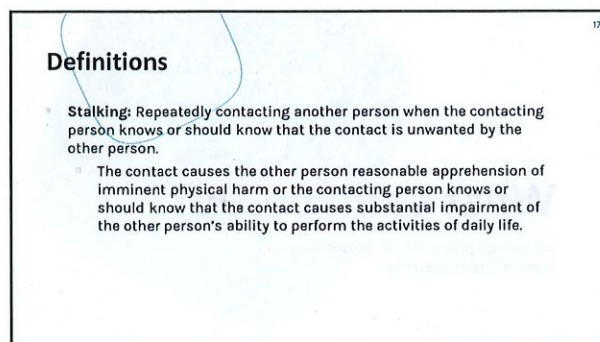 17
Definitions
Stalking: Repeatedly contacting another person when the contacting
person knows or should know that the contact is unwanted by the
other person.
The contact causes the other person reasonable apprehension of
imminent physical harm or the contacting person knows or
should know that the contact causes substantial impairment of
the other person's ability to perform the activities of daily life.